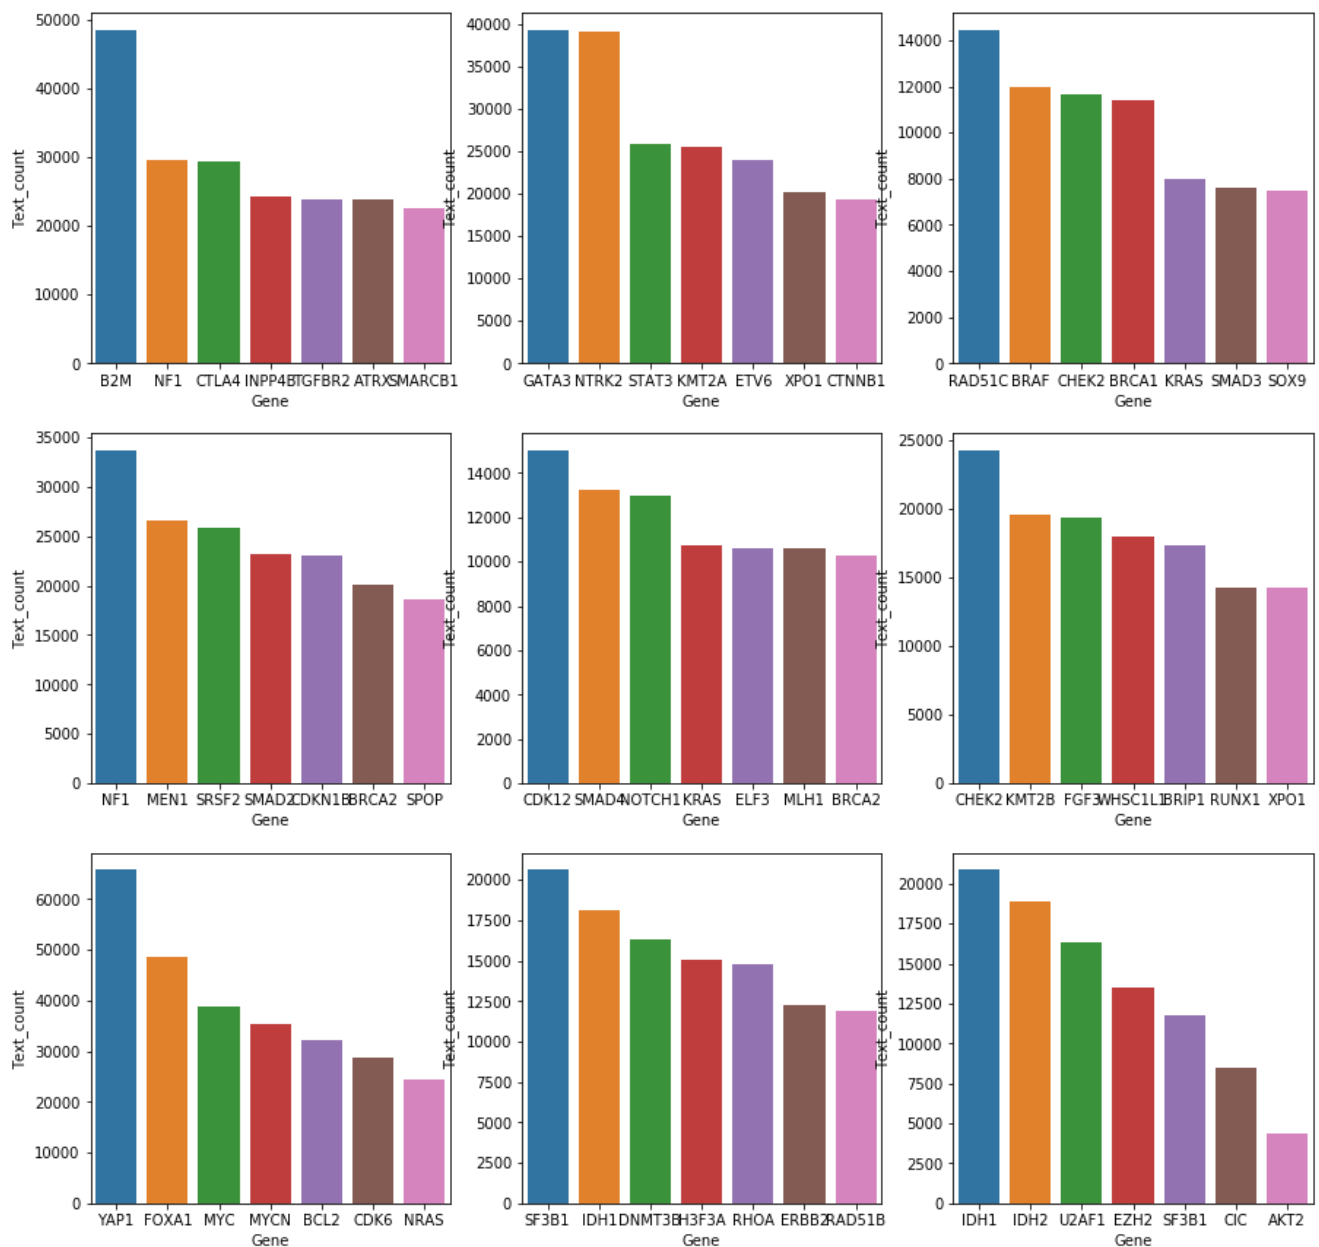 50000
40000
30000
20000
10000
0
Text_count
B2M NF1 CTLA4 INPP4B TGFBR2 ATRX SMARCB1
Gene
40000
35000
30000
25000
20000
15000
10000
5000
0
Text_count
GATA3 NTRK2 STAT3 KMT2A ETV6 XPO1 CTNNB1
Gene
14000
12000
10000
8000
6000
4000
2000
0
Text_count
RAD51C BRAF CHEK2 BRCA1 KRAS SMAD3 SOX9
Gene
35000
30000
25000
20000
15000
10000
5000
0
Text_count
NF1 MEN1 SRSF2 SMAD2 CDKN1B BRCA2 SPOP
Gene
14000
12000
10000
8000
6000
4000
2000
0
Text_count
CDK12 SMAD4 NOTCH1 KRAS ELF3 MLH1 BRCA2
Gene
25000
20000
15000
10000
5000
0
Text_count
CHEK2 KMT2B FGF3 WHSC1L1 BRIP1 RUNX1 XPO1
Gene
60000
50000
40000
30000
20000
10000
0
Text_count
YAP1 FOXA1 MYC MYCN BCL2 CDK6 NRAS
Gene
20000
17500
15000
12500
10000
7500
5000
2500
0
Text_count
SF3B1 IDH1 DNMT3B H3F3A RHOA ERBB2 RAD51B
Gene
20000
17500
15000
12500
10000
7500
5000
2500
0
Text_count
IDH1 IDH2 U2AF1 EZH2 SF3B1 CIC AKT2
Gene